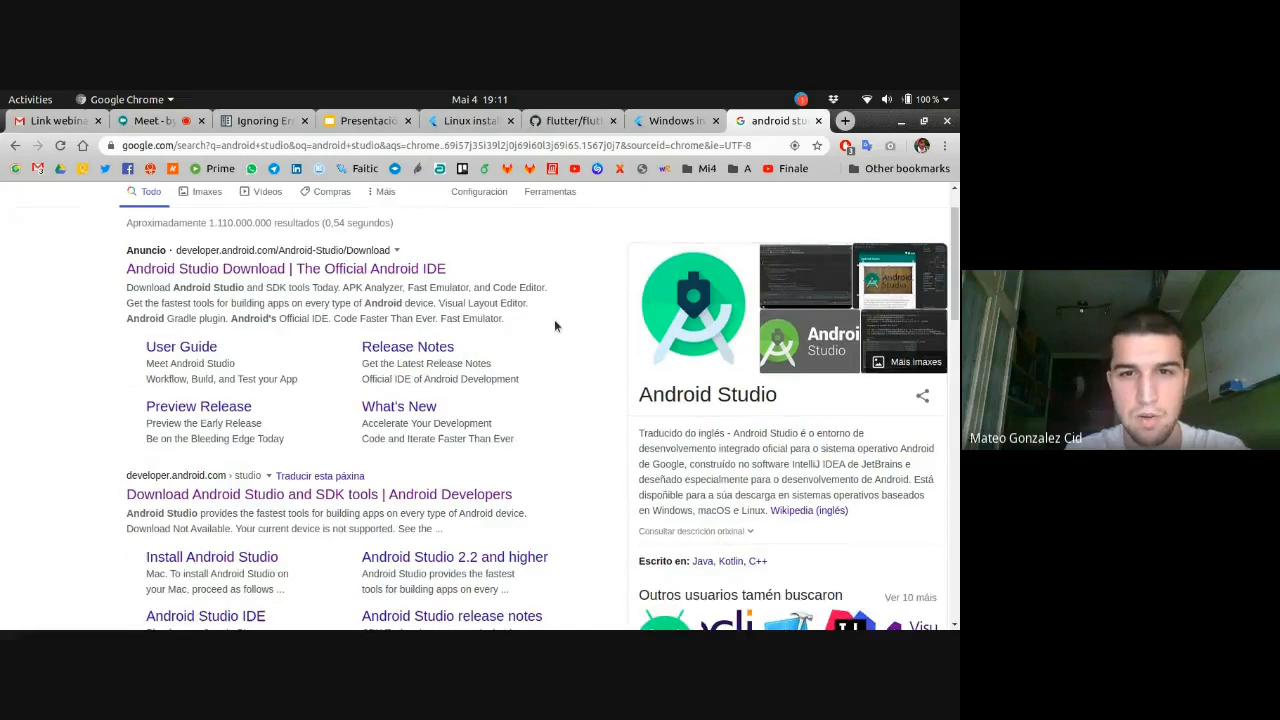 Activities
Google Chrome
Mai 4 19:11
100 %
Link webina
Meet - by
Ignoring Er
Presentació
Linux instal
flutter/flut
Windows in
android stu
google.com/search?q=android+studio&oq=android+studio&aqs=chrome..69i57j35i39l2j0j69i60l3j69i65.1567j0j7&sourceid=chrome&ie=UTF-8
Prime
Faitic
Mi4
A
Finale
Other bookmarks
Todo
Imaxes
Vídeos
Compras
Máis
Configuración
Ferramentas
Aproximadamente 1.110.000.000 resultados (0,54 segundos)
Anuncio · developer.android.com/Android-Studio/Download
Android Studio Download | The Official Android IDE
Download Android Studio and SDK tools Today. APK Analyzer, Fast Emulator, and Code Editor.
Get the fastest tools for building apps on every type of Android device. Visual Layout Editor.
Android Gradle plugin. Android's Official IDE. Code Faster Than Ever. Fast Emulator.
User Guide
Meet Android Studio
Workflow, Build, and Test your App
Release Notes
Get the Latest Release Notes
Official IDE of Android Development
Preview Release
Preview the Early Release
Be on the Bleeding Edge Today
What's New
Accelerate Your Development
Code and Iterate Faster Than Ever
developer.android.com › studio
Traducir esta páxina
Download Android Studio and SDK tools | Android Developers
Android Studio provides the fastest tools for building apps on every type of Android device.
Download Not Available. Your current device is not supported. See the ...
Install Android Studio
Mac. To install Android Studio on
your Mac, proceed as follows ...
Android Studio 2.2 and higher
Android Studio provides the fastest
tools for building apps on every ...
Android Studio IDE
Android Studio release notes
Android
Studio
Androi
Studio
Máis imaxes
Android Studio
Traducido do inglés - Android Studio é o entorno de
desenvolvemento integrado oficial para o sistema operativo Android
de Google, construído no software IntelliJ IDEA de JetBrains e
deseñado especialmente para o desenvolvemento de Android. Está
dispoñible para a súa descarga en sistemas operativos baseados
en Windows, macOS e Linux. Wikipedia (inglés)
Consultar descrición orixinal
Escrito en: Java, Kotlin, C++
Outros usuarios tamén buscaron
Ver 10 máis
Visu
Mateo Gonzalez Cid